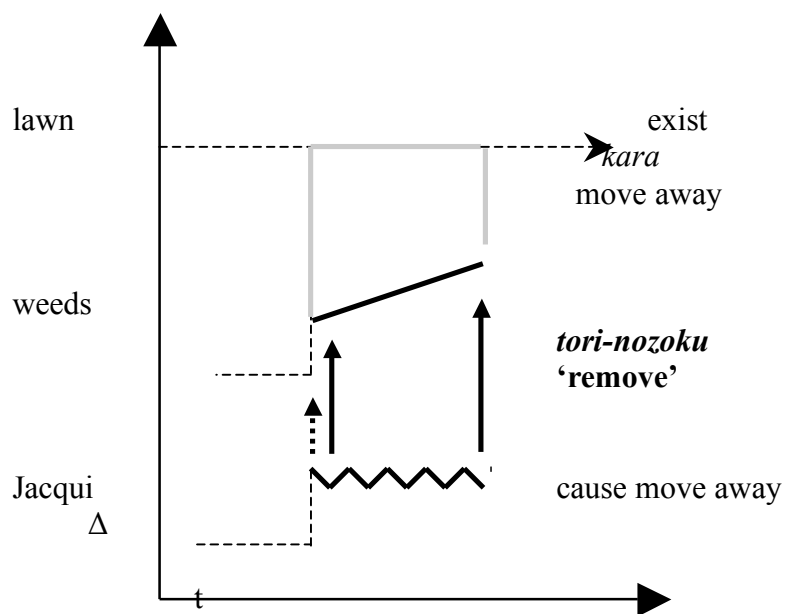 lawn
exist
kara
move away
weeds
tori-nozoku
‘remove’
Jacqui
cause move away
Δ
t